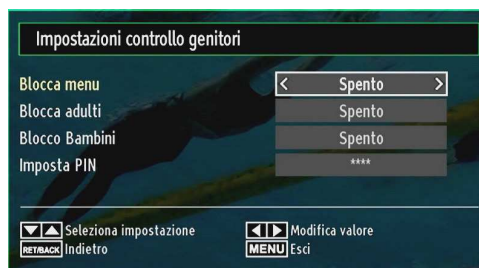 Impostazioni controllo genitori
Blocca menu < Spento >
Blocca adulti Spento
Blocco Bambini Spento
Imposta PIN ****
Seleziona impostazione Modifica valore
RET/BACK Indietro MENU Esci